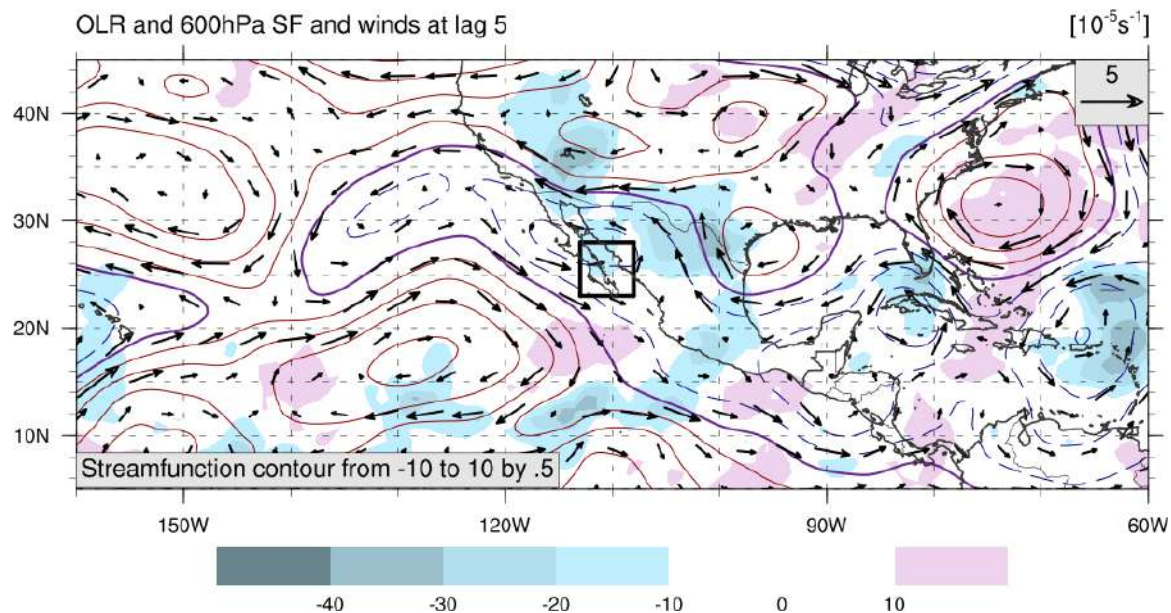 OLR and 600hPa SF and winds at lag 5
[10⁻⁵s⁻¹]
5
40N
30N
20N
10N
Streamfunction contour from -10 to 10 by .5
150W 120W 90W 60W
-40 -30 -20 -10 0 10